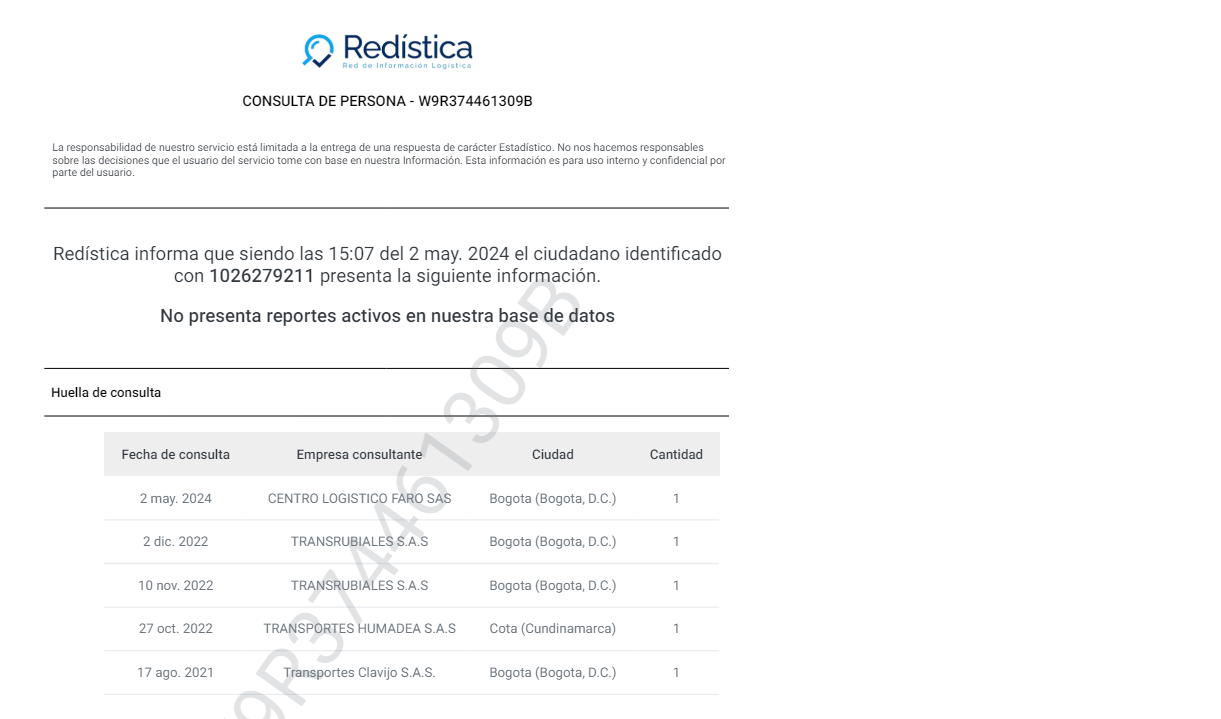 Redística
Red de Información Logística
CONSULTA DE PERSONA - W9R374461309B
La responsabilidad de nuestro servicio está limitada a la entrega de una respuesta de carácter Estadístico. No nos hacemos responsables
sobre las decisiones que el usuario del servicio tome con base en nuestra Información. Esta información es para uso interno y confidencial por
parte del usuario.
Redística informa que siendo las 15:07 del 2 may. 2024 el ciudadano identificado
con 1026279211 presenta la siguiente información.
No presenta reportes activos en nuestra base de datos
Huella de consulta
Fecha de consulta Empresa consultante Ciudad Cantidad
2 may. 2024 CENTRO LOGISTICO FARO SAS Bogota (Bogota, D.C.) 1
2 dic. 2022 TRANSRUBIALES S.A.S Bogota (Bogota, D.C.) 1
10 nov. 2022 TRANSRUBIALES S.A.S Bogota (Bogota, D.C.) 1
27 oct. 2022 TRANSPORTES HUMADEA S.A.S Cota (Cundinamarca) 1
17 ago. 2021 Transportes Clavijo S.A.S. Bogota (Bogota, D.C.) 1
9R374461309B